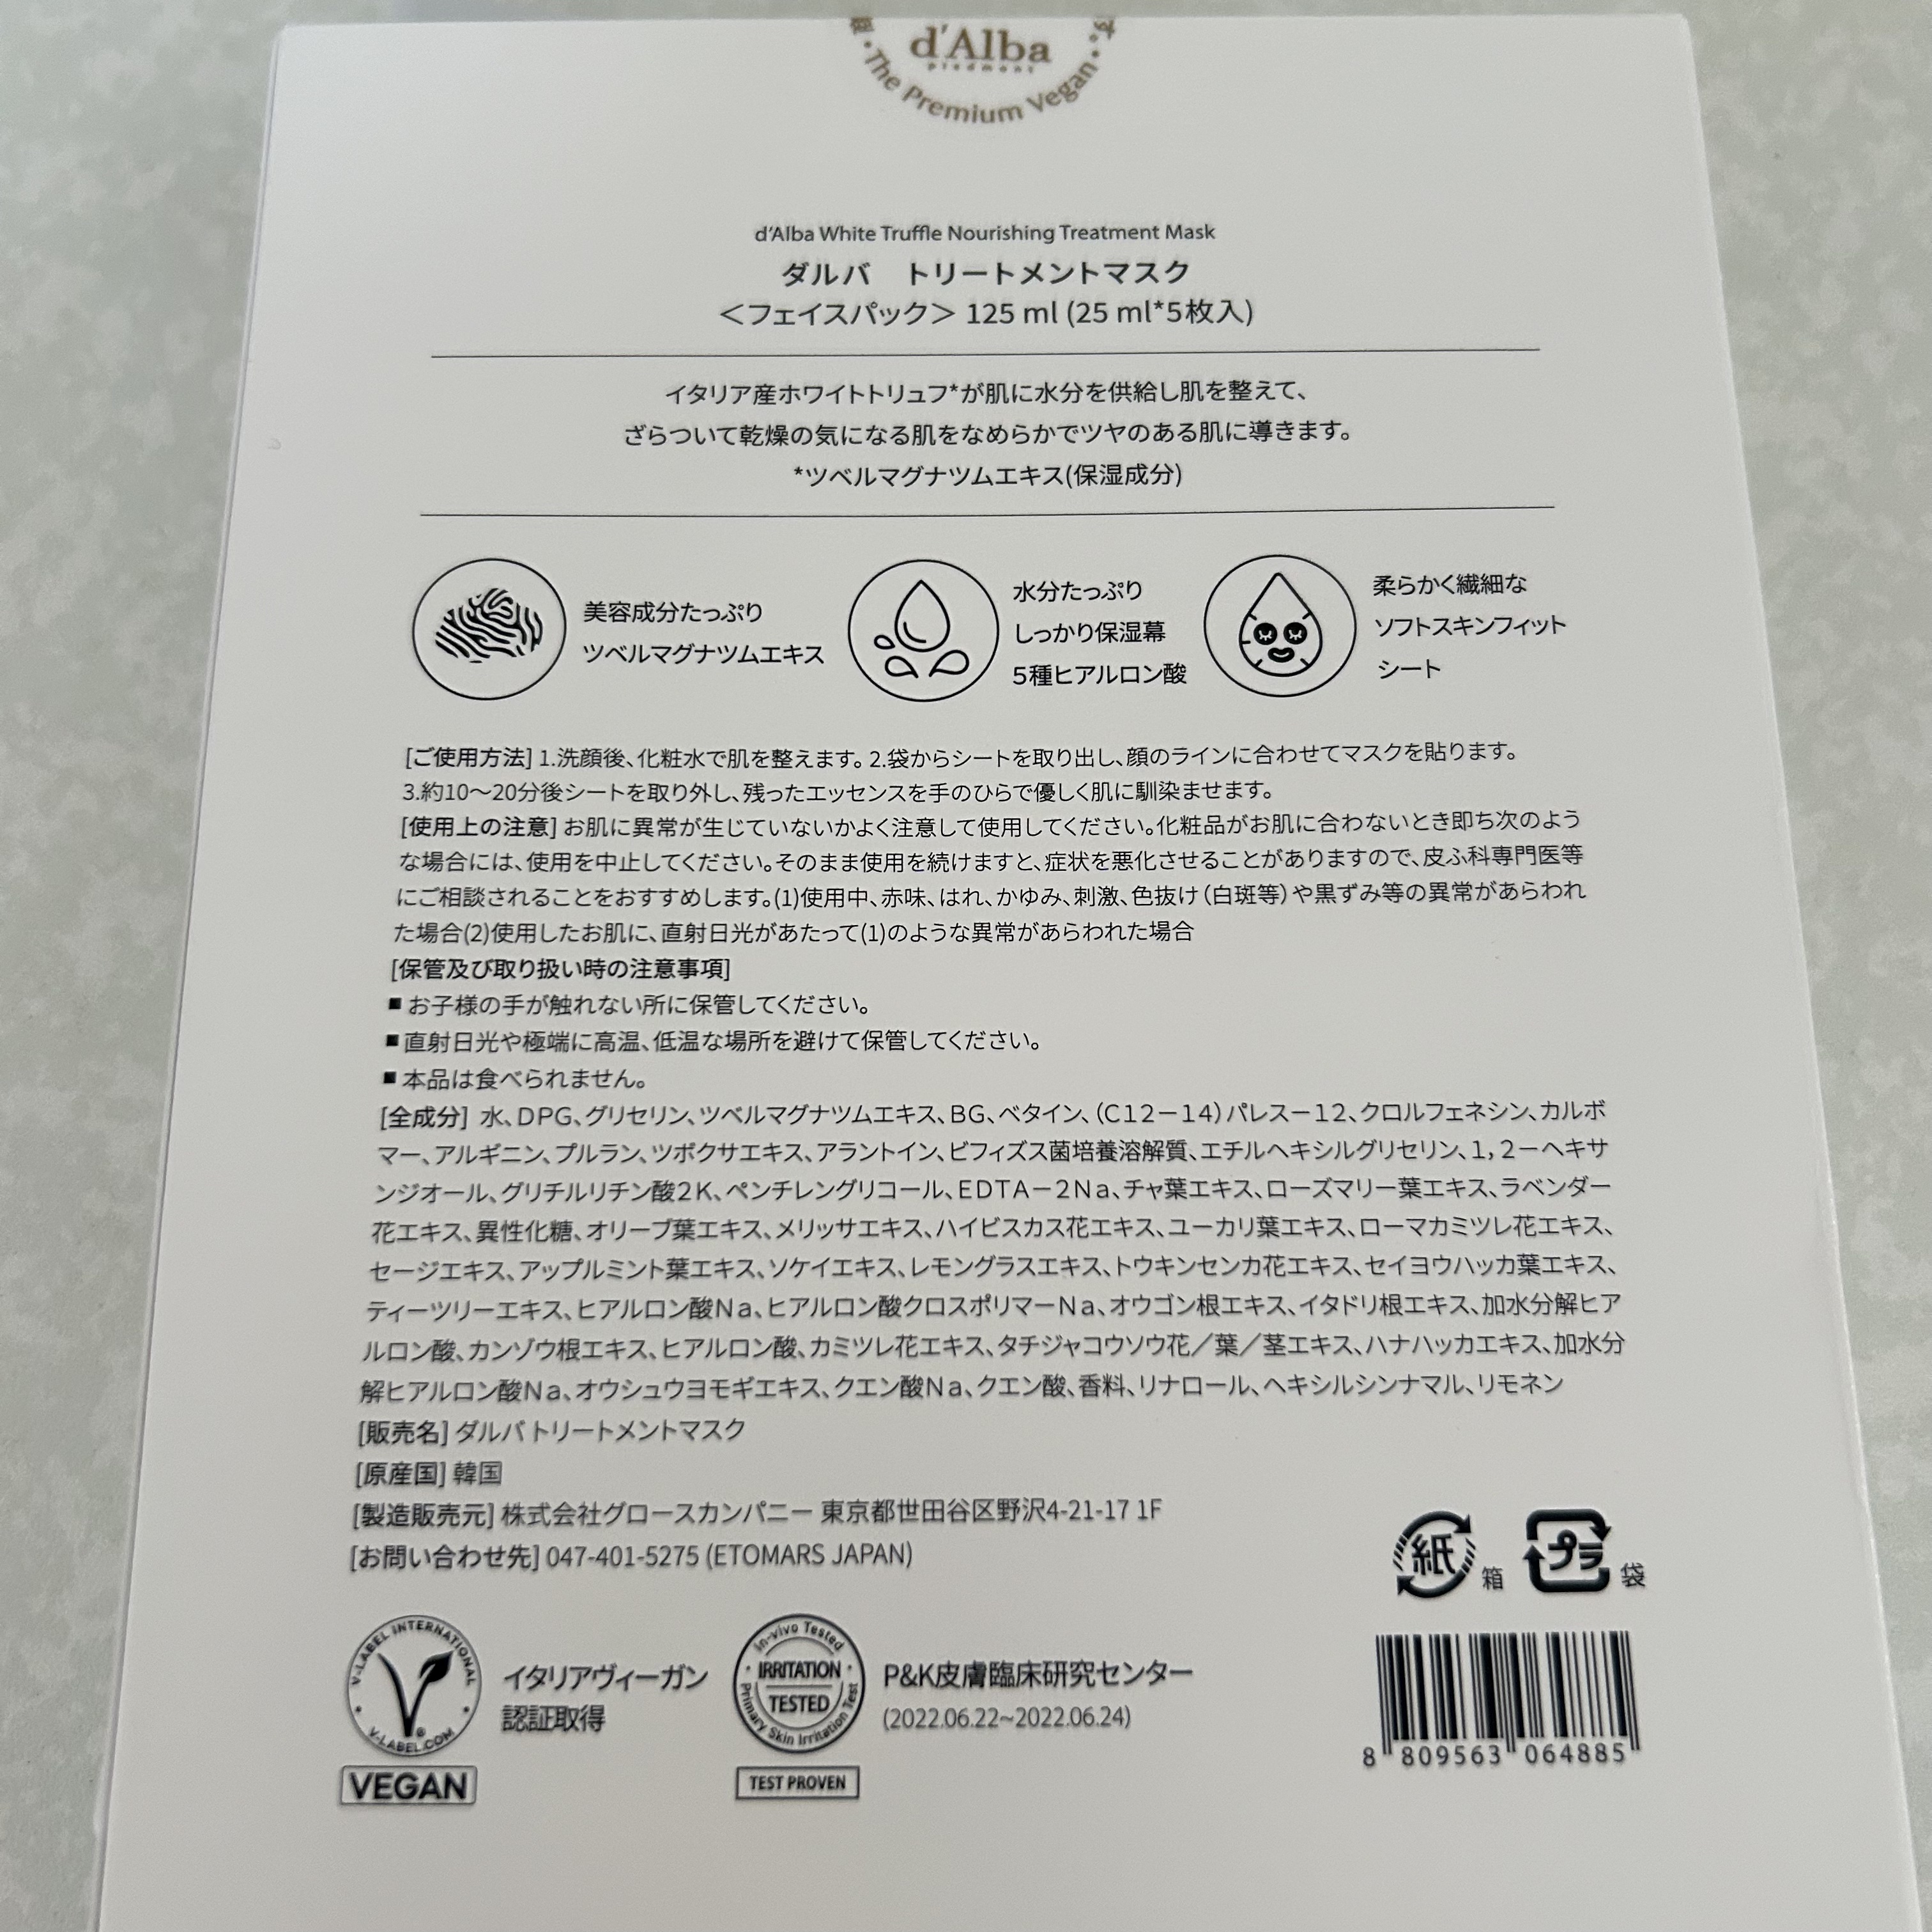 d'Alba
piedmont
The Premium Vegan
d'Alba White Truffle Nourishing Treatment Mask
ダルバ　トリートメントマスク
＜フェイスパック＞ 125 ml (25 ml*5枚入)
イタリア産ホワイトトリュフ*が肌に水分を供給し肌を整えて、
ざらついて乾燥の気になる肌をなめらかでツヤのある肌に導きます。
*ツベルマグナツムエキス(保湿成分)
美容成分たっぷり
ツベルマグナツムエキス
水分たっぷり
しっかり保湿幕
5種ヒアルロン酸
柔らかく繊細な
ソフトスキンフィット
シート
[ご使用方法] 1.洗顔後、化粧水で肌を整えます。2.袋からシートを取り出し、顔のラインに合わせてマスクを貼ります。
3.約10～20分後シートを取り外し、残ったエッセンスを手のひらで優しく肌に馴染ませます。
[使用上の注意] お肌に異常が生じていないかよく注意して使用してください。化粧品がお肌に合わないとき即ち次のよう
な場合には、使用を中止してください。そのまま使用を続けますと、症状を悪化させることがありますので、皮ふ科専門医等
にご相談されることをおすすめします。(1)使用中、赤味、はれ、かゆみ、刺激、色抜け（白斑等）や黒ずみ等の異常があらわれ
た場合(2)使用したお肌に、直射日光があたって(1)のような異常があらわれた場合
[保管及び取り扱い時の注意事項]
■お子様の手が触れない所に保管してください。
■直射日光や極端に高温、低温な場所を避けて保管してください。
■本品は食べられません。
[全成分] 水、DPG、グリセリン、ツベルマグナツムエキス、BG、ベタイン、（C12－14）パレス－12、クロルフェネシン、カルボ
マー、アルギニン、プルラン、ツボクサエキス、アラントイン、ビフィズス菌培養溶解質、エチルヘキシルグリセリン、1，2－ヘキサ
ンジオール、グリチルリチン酸2K、ペンチレングリコール、EDTA－2Na、チャ葉エキス、ローズマリー葉エキス、ラベンダー
花エキス、異性化糖、オリーブ葉エキス、メリッサエキス、ハイビスカス花エキス、ユーカリ葉エキス、ローマカミツレ花エキス、
セージエキス、アップルミント葉エキス、ソケイエキス、レモングラスエキス、トウキンセンカ花エキス、セイヨウハッカ葉エキス、
ティーツリーエキス、ヒアルロン酸Na、ヒアルロン酸クロスポリマーNa、オウゴン根エキス、イタドリ根エキス、加水分解ヒア
ルロン酸、カンゾウ根エキス、ヒアルロン酸、カミツレ花エキス、タチジャコウソウ花／葉／茎エキス、ハナハッカエキス、加水分
解ヒアルロン酸Na、オウシュウヨモギエキス、クエン酸Na、クエン酸、香料、リナロール、ヘキシルシンナマル、リモネン
[販売名] ダルバトリートメントマスク
[原産国] 韓国
[製造販売元] 株式会社グロースカンパニー 東京都世田谷区野沢4-21-17 1F
[お問い合わせ先] 047-401-5275 (ETOMARS JAPAN)
紙 箱 プラ 袋
V-LABEL INTERNATIONAL
V-LABEL.COM
VEGAN
イタリアヴィーガン
認証取得
in-vivo Tested
IRRITATION
TESTED
Primary Skin Irritation Test
TEST PROVEN
P&K皮膚臨床研究センター
(2022.06.22~2022.06.24)
8 809563 064885